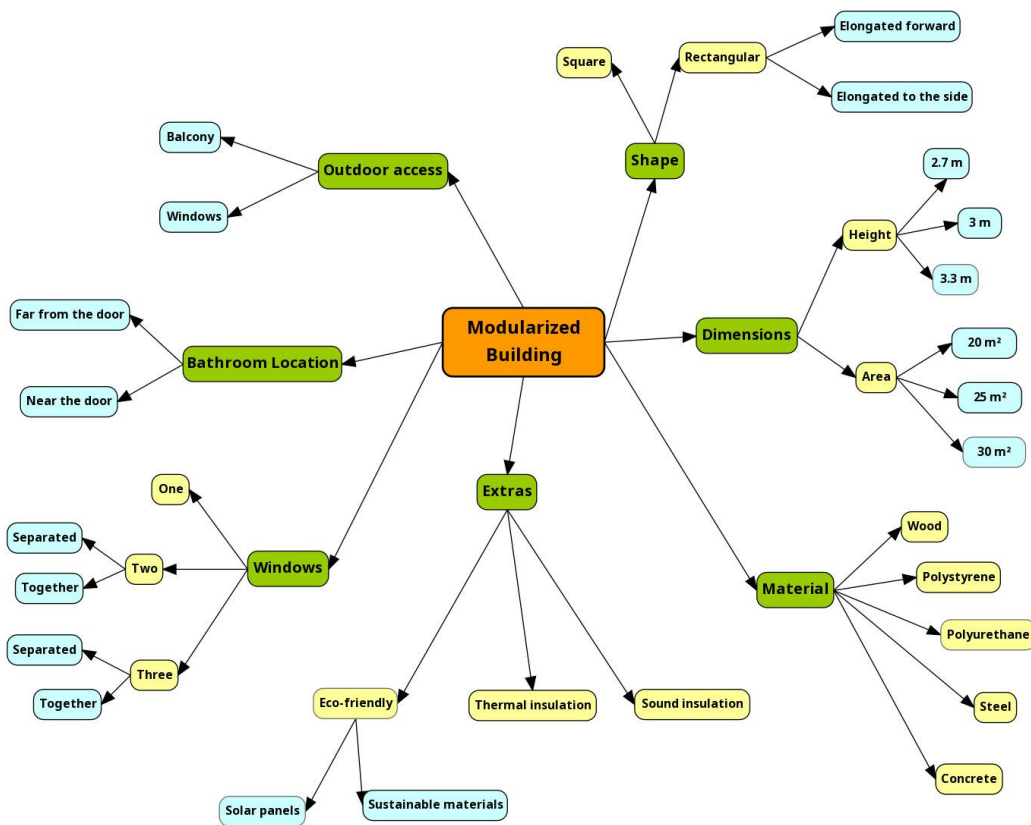 Modularized
Building
Shape
Square
Rectangular
Elongated forward
Elongated to the side
Dimensions
Height
2.7 m
3 m
3.3 m
Area
20 m²
25 m²
30 m²
Material
Wood
Polystyrene
Polyurethane
Steel
Concrete
Extras
Eco-friendly
Solar panels
Sustainable materials
Thermal insulation
Sound insulation
Windows
One
Two
Separated
Together
Three
Separated
Together
Bathroom Location
Far from the door
Near the door
Outdoor access
Balcony
Windows